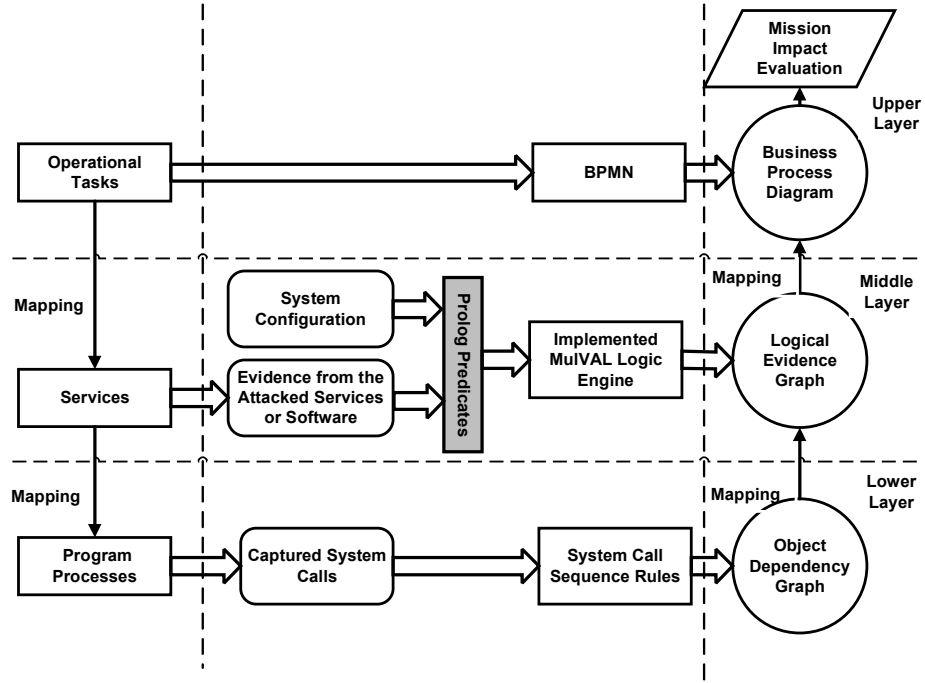 Mission
Impact
Evaluation
Upper
Layer
Operational
Tasks
BPMN
Business
Process
Diagram
Mapping
System
Configuration
Prolog Predicates
Mapping
Middle
Layer
Implemented
MulVAL Logic
Engine
Logical
Evidence
Graph
Services
Evidence from the
Attacked Services
or Software
Mapping
Mapping
Lower
Layer
Program
Processes
Captured System
Calls
System Call
Sequence Rules
Object
Dependency
Graph